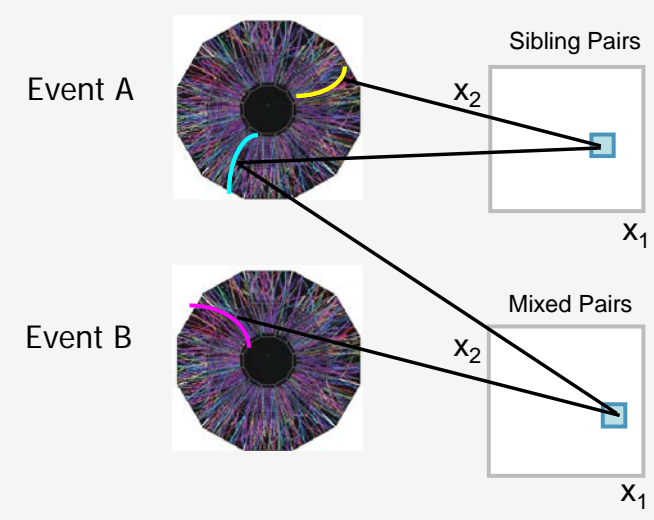 Sibling Pairs
Event A
x₂
x₁
Mixed Pairs
Event B
x₂
x₁